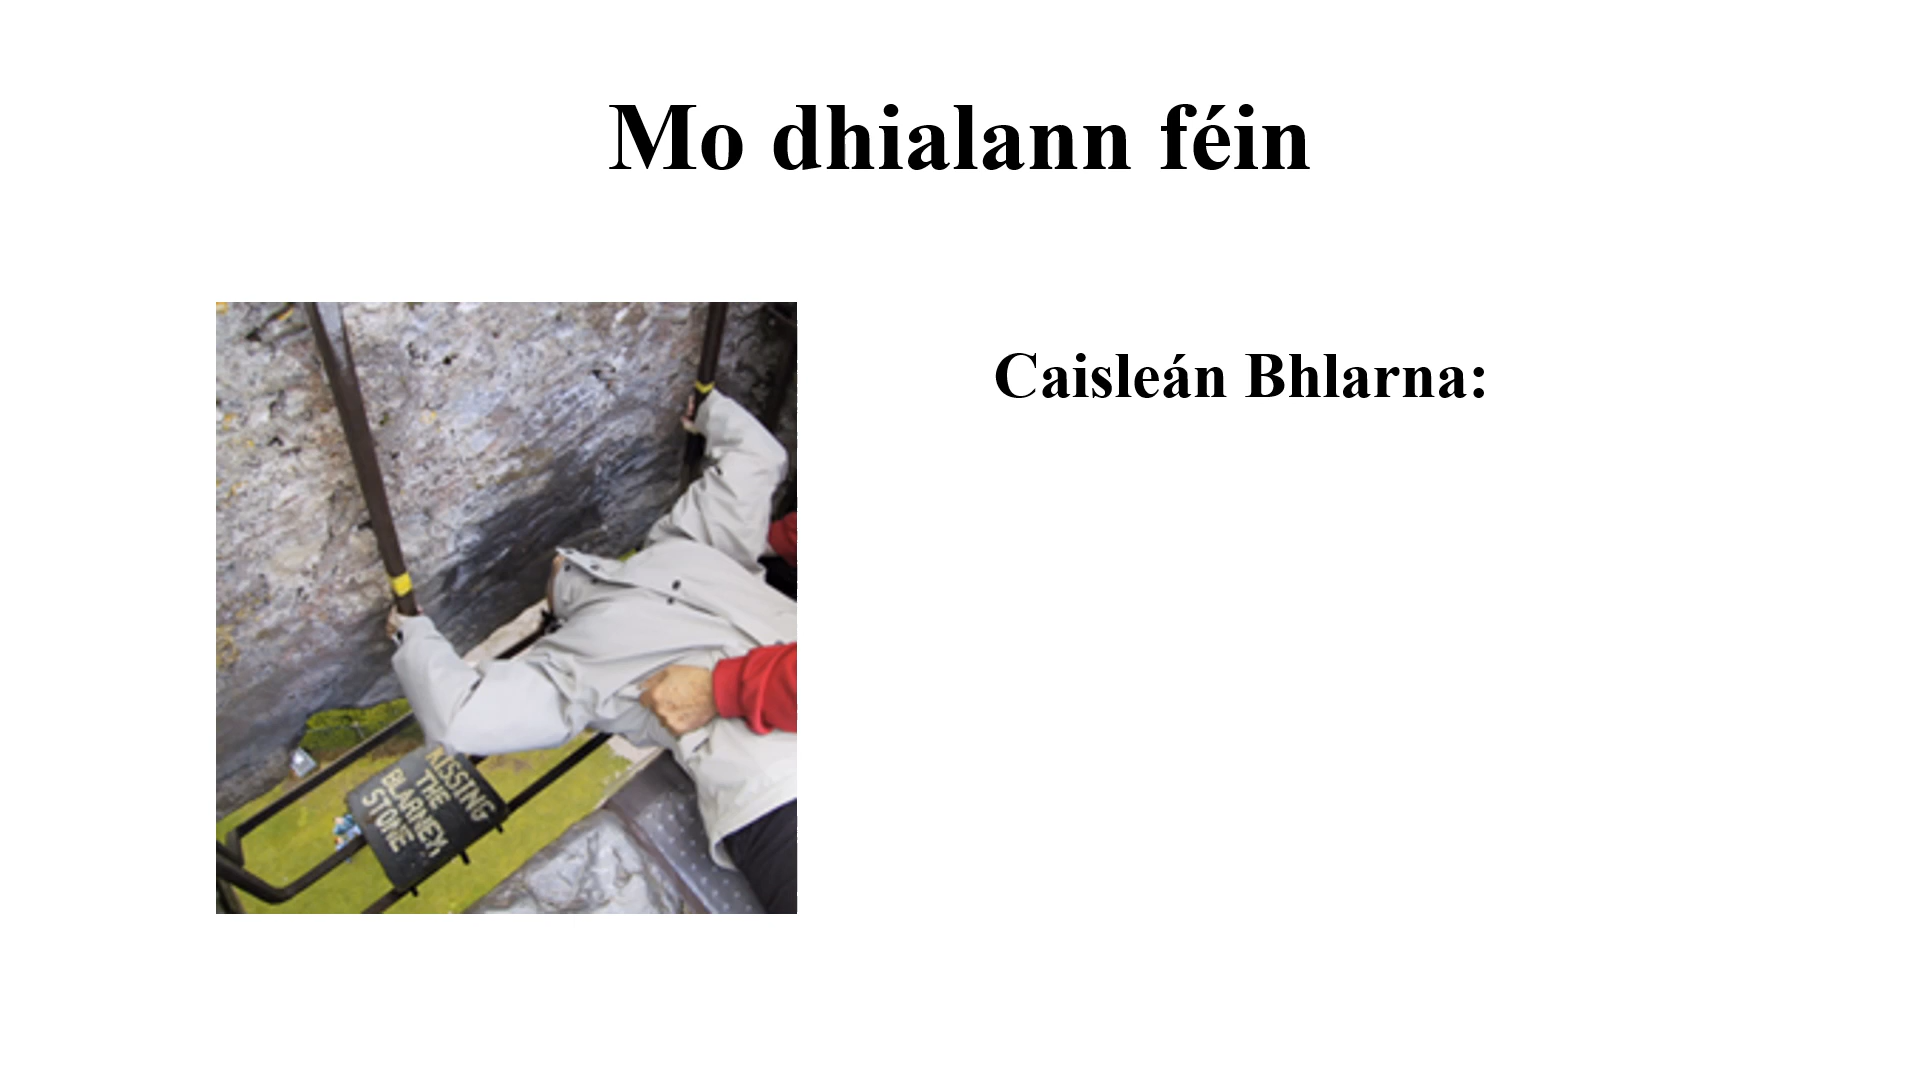 Mo dhialann féin
Caisleán Bhlarna:
KISSING
THE
BLARNEY
STONE